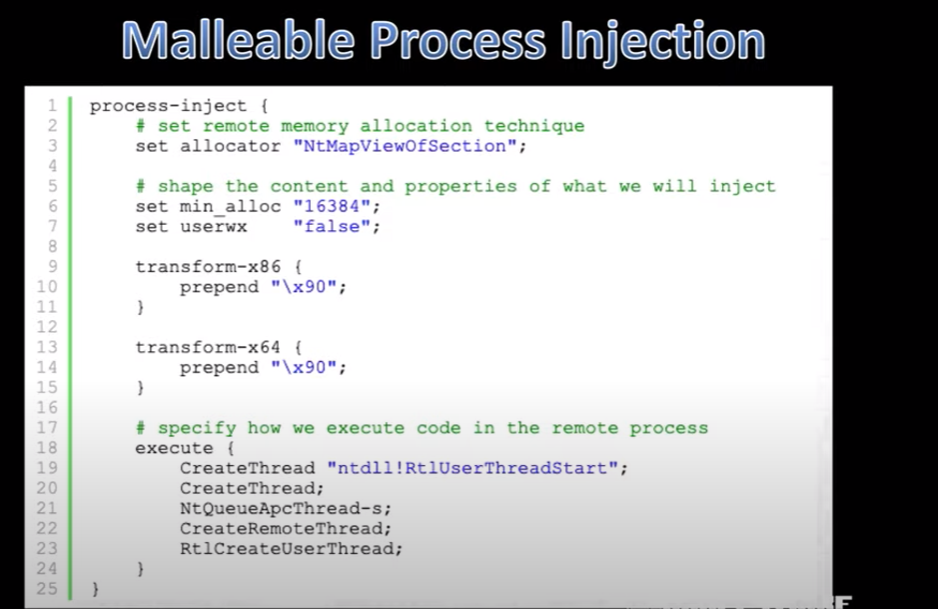 Malleable Process Injection
1 process-inject {
2 # set remote memory allocation technique
3 set allocator "NtMapViewOfSection";
4
5 # shape the content and properties of what we will inject
6 set min_alloc "16384";
7 set userwx "false";
8
9 transform-x86 {
10 prepend "\x90";
11 }
12
13 transform-x64 {
14 prepend "\x90";
15 }
16
17 # specify how we execute code in the remote process
18 execute {
19 CreateThread "ntdll!RtlUserThreadStart";
20 CreateThread;
21 NtQueueApcThread-s;
22 CreateRemoteThread;
23 RtlCreateUserThread;
24 }
25 }